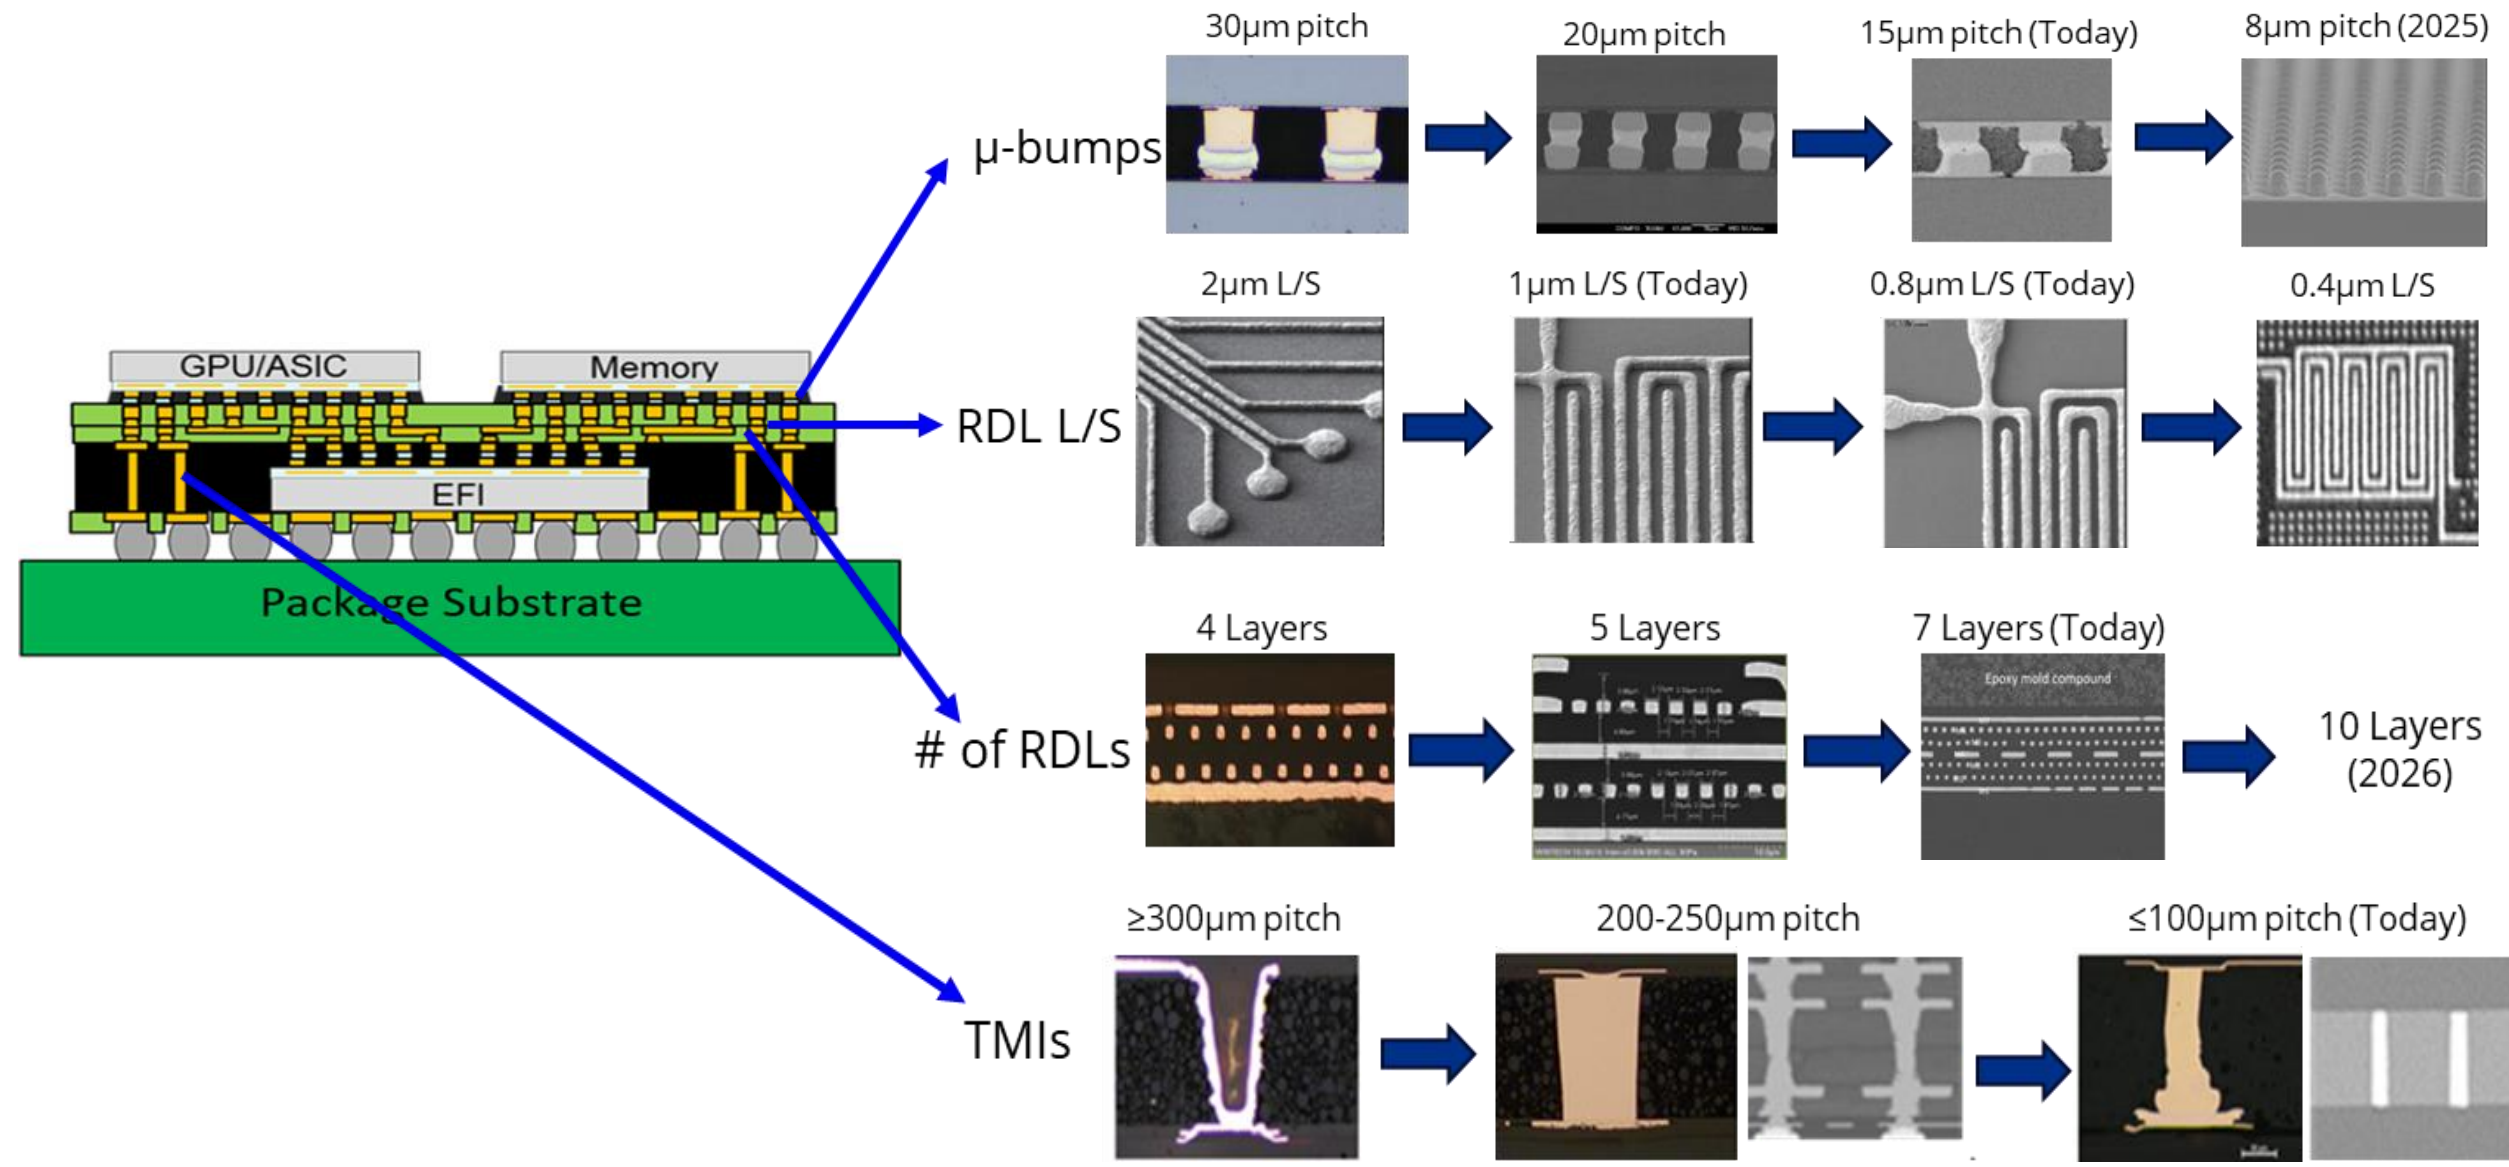 30µm pitch
20µm pitch
15µm pitch (Today)
8µm pitch (2025)
µ-bumps
2µm L/S
1µm L/S (Today)
0.8µm L/S (Today)
0.4µm L/S
RDL L/S
GPU/ASIC
Memory
EFI
Package Substrate
4 Layers
5 Layers
7 Layers (Today)
Epoxy mold compound
# of RDLs
10 Layers
(2026)
≥300µm pitch
200-250µm pitch
≤100µm pitch (Today)
TMIs